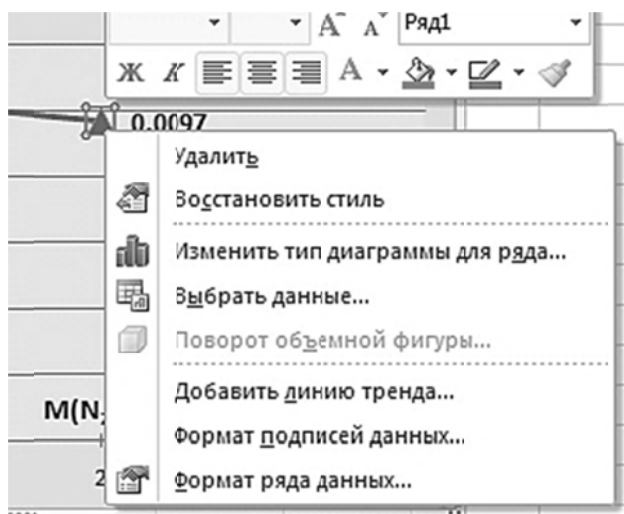 Ряд1
Ж К А
0.0097
Удалить
Восстановить стиль
Изменить тип диаграммы для ряда...
Выбрать данные...
Поворот объемной фигуры...
Добавить линию тренда...
M(N
Формат подписей данных...
2
Формат ряда данных...